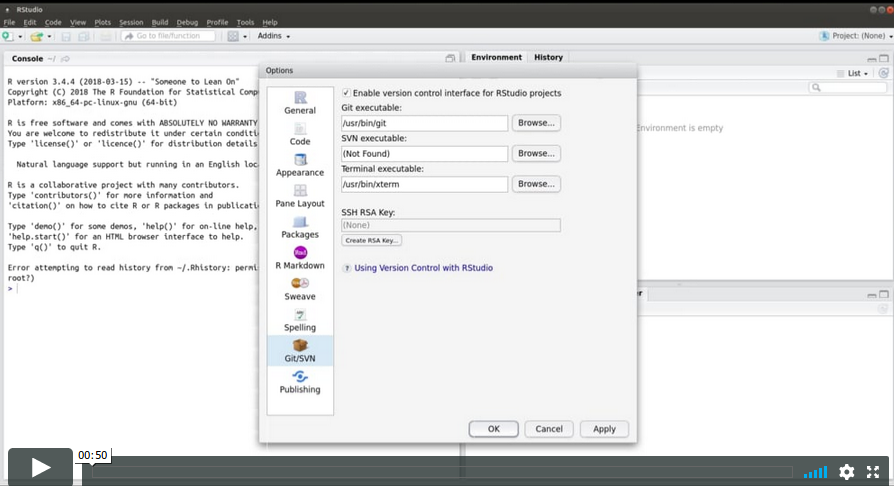 RStudio
File Edit Code View Plots Session Build Debug Profile Tools Help
Go to file/function
Addins
Project: (None)
Console ~/
R version 3.4.4 (2018-03-15) -- "Someone to Lean On"
Copyright (C) 2018 The R Foundation for Statistical Comp
Platform: x86_64-pc-linux-gnu (64-bit)
R is free software and comes with ABSOLUTELY NO WARRANTY
You are welcome to redistribute it under certain conditi
Type 'license()' or 'licence()' for distribution details
Natural language support but running in an English loc
R is a collaborative project with many contributors.
Type 'contributors()' for more information and
'citation()' on how to cite R or R packages in publicati
Type 'demo()' for some demos, 'help()' for on-line help,
'help.start()' for an HTML browser interface to help.
Type 'q()' to quit R.
Error attempting to read history from ~/.Rhistory: permi
root?)
>
Options
General
Code
Appearance
Pane Layout
Packages
R Markdown
Sweave
Spelling
Git/SVN
Publishing
Enable version control interface for RStudio projects
Git executable:
/usr/bin/git
Browse...
SVN executable:
(Not Found)
Browse...
Terminal executable:
/usr/bin/xterm
Browse...
SSH RSA Key:
(None)
Create RSA Key...
? Using Version Control with RStudio
OK
Cancel
Apply
Environment
History
List
Environment is empty
er
00:50